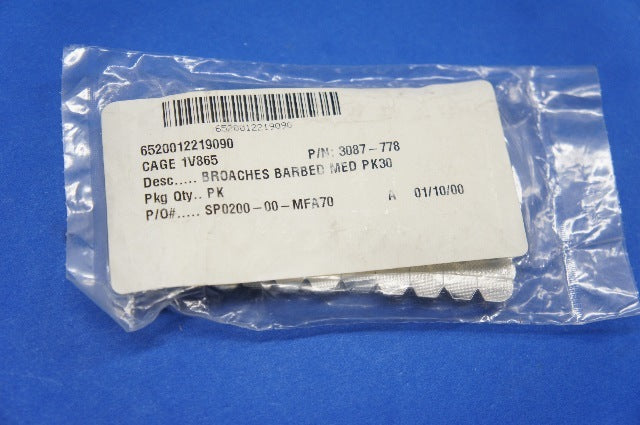 6520012219090
6520012219090
CAGE 1V865 P/N: 3087-778
Desc..... BROACHES BARBED MED PK30
Pkg Qty.. PK
P/O#..... SP0200-00-MFA70 A 01/10/00